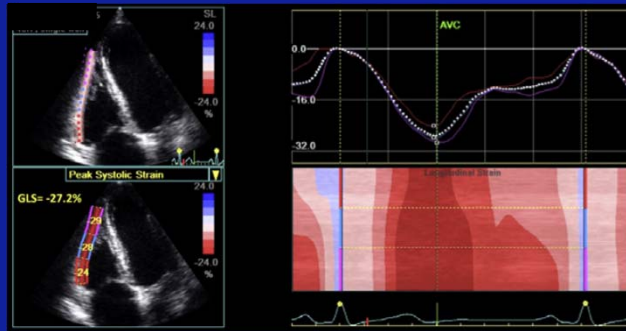 SL
24.0
-24.0
%
Peak Systolic Strain
GLS= -27.2%
24.0
-29
-28
-24
-24.0
%
AVC
0.0
-16.0
-32.0
Longitudinal Strain